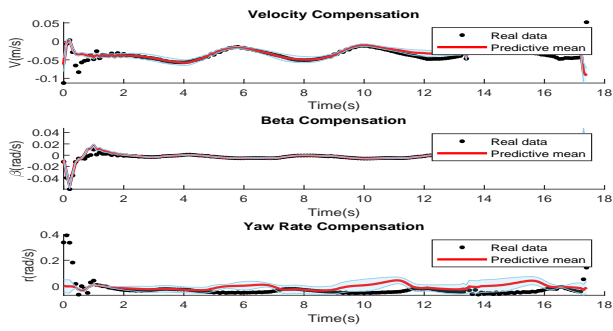 Velocity Compensation
V(m/s)
0.05
0
-0.05
-0.1
Real data
Predictive mean
0 2 4 6 8 10 12 14 16 18
Time(s)
Beta Compensation
β(rad/s)
0.04
0.02
0
-0.02
-0.04
Real data
Predictive mean
0 2 4 6 8 10 12 14 16 18
Time(s)
Yaw Rate Compensation
r(rad/s)
0.4
0.2
0
Real data
Predictive mean
0 2 4 6 8 10 12 14 16 18
Time(s)